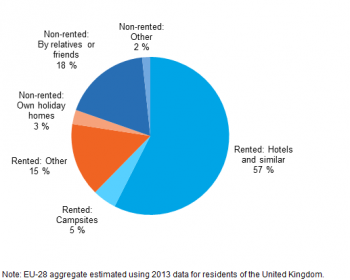 Non-rented:
Other
2 %
Non-rented:
By relatives or
friends
18 %
Non-rented:
Own holiday
homes
3 %
Rented: Other
15 %
Rented:
Campsites
5 %
Rented: Hotels
and similar
57 %
Note: EU-28 aggregate estimated using 2013 data for residents of the United Kingdom.